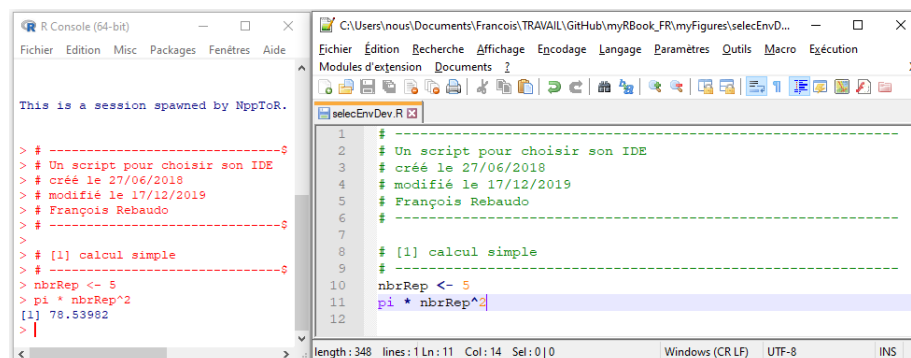 R Console (64-bit)
Fichier Edition Misc Packages Fenêtres Aide
This is a session spawned by NppToR.
> # -------------------------------$
> # Un script pour choisir son IDE
> # créé le 27/06/2018
> # modifié le 17/12/2019
> # François Rebaudo
> # -------------------------------$
>
> # [1] calcul simple
> # -------------------------------$
> nbrRep <- 5
> pi * nbrRep^2
[1] 78.53982
>
C:\Users\nous\Documents\Francois\TRAVAIL\GitHub\myRBook_FR\myFigures\selecEnvD...
Fichier Édition Recherche Affichage Encodage Langage Paramètres Outils Macro Exécution
Modules d'extension Documents ?
selecEnvDev.R
1 # --------------------------------------------------------------------
2 # Un script pour choisir son IDE
3 # créé le 27/06/2018
4 # modifié le 17/12/2019
5 # François Rebaudo
6 # --------------------------------------------------------------------
7
8 # [1] calcul simple
9 # --------------------------------------------------------------------
10 nbrRep <- 5
11 pi * nbrRep^2
12
length : 348 lines : 1 Ln : 11 Col : 14 Sel : 0 | 0 Windows (CR LF) UTF-8 INS